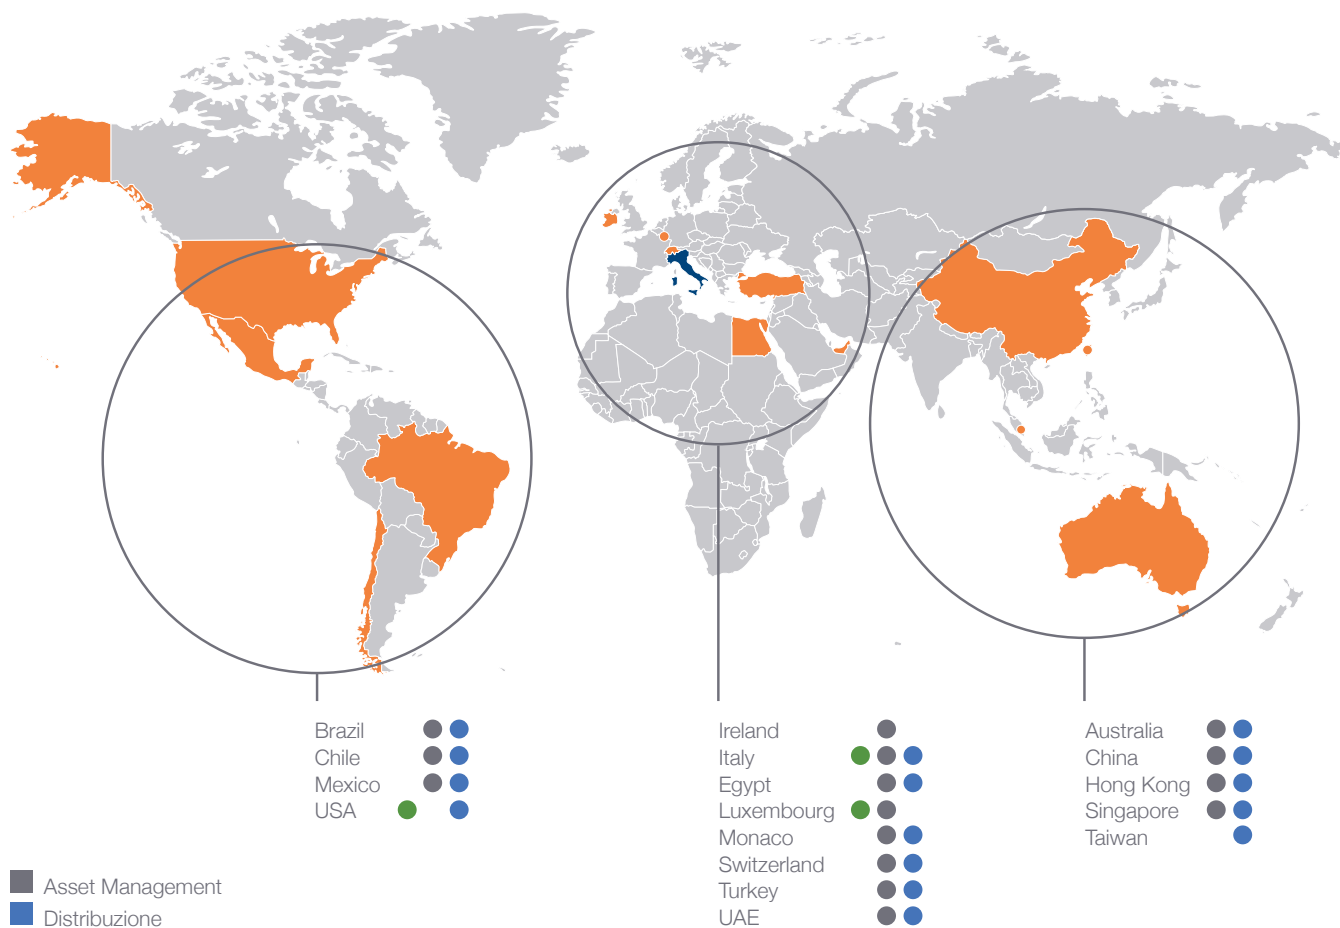 Brazil
Chile
Mexico
USA
Ireland
Italy
Egypt
Luxembourg
Monaco
Switzerland
Turkey
UAE
Australia
China
Hong Kong
Singapore
Taiwan
Asset Management
Distribuzione